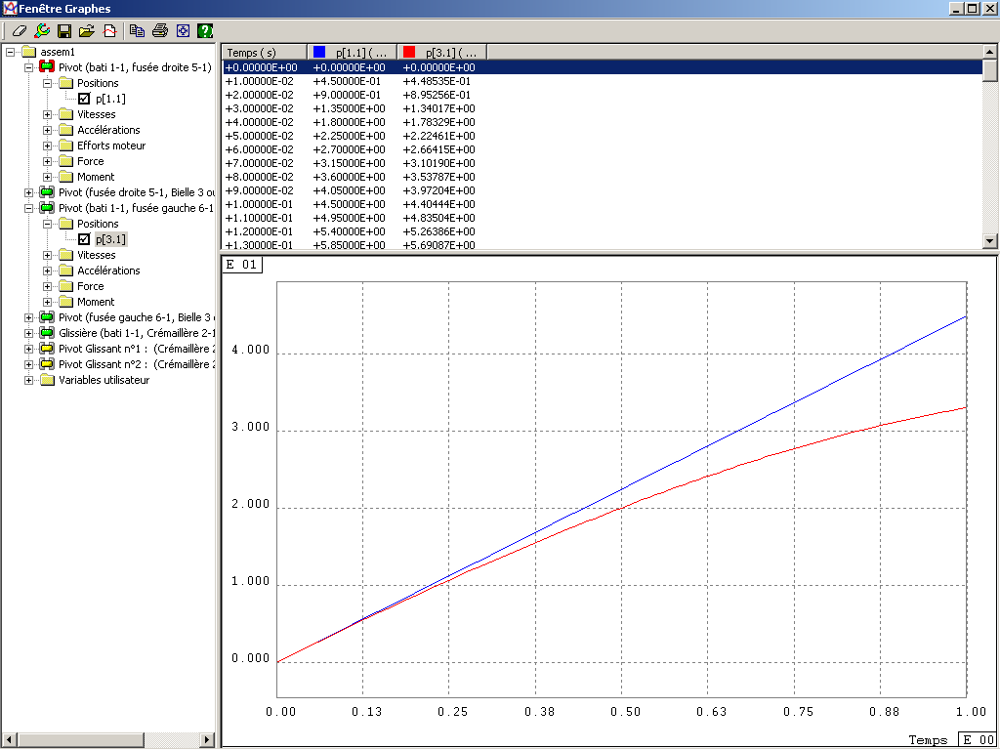 Fenêtre Graphes
assem1
Pivot (bati 1-1, fusée droite 5-1)
Positions
p[1.1]
Vitesses
Accélérations
Efforts moteur
Force
Moment
Pivot (fusée droite 5-1, Bielle 3 ou
Pivot (bati 1-1, fusée gauche 6-1
Positions
p[3.1]
Vitesses
Accélérations
Force
Moment
Pivot (fusée gauche 6-1, Bielle 3
Glissière (bati 1-1, Crémaillère 2-1
Pivot Glissant n°1 : (Crémaillère 2
Pivot Glissant n°2 : (Crémaillère 2
Variables utilisateur
Temps ( s) p[1.1] ( ... p[3.1] ( ...
+0.00000E+00 +0.00000E+00 +0.00000E+00
+1.00000E-02 +4.50000E-01 +4.48535E-01
+2.00000E-02 +9.00000E-01 +8.95256E-01
+3.00000E-02 +1.35000E+00 +1.34017E+00
+4.00000E-02 +1.80000E+00 +1.78329E+00
+5.00000E-02 +2.25000E+00 +2.22461E+00
+6.00000E-02 +2.70000E+00 +2.66415E+00
+7.00000E-02 +3.15000E+00 +3.10190E+00
+8.00000E-02 +3.60000E+00 +3.53787E+00
+9.00000E-02 +4.05000E+00 +3.97204E+00
+1.00000E-01 +4.50000E+00 +4.40444E+00
+1.10000E-01 +4.95000E+00 +4.83504E+00
+1.20000E-01 +5.40000E+00 +5.26386E+00
+1.30000E-01 +5.85000E+00 +5.69087E+00
E 01
4.000
3.000
2.000
1.000
0.000
0.00 0.13 0.25 0.38 0.50 0.63 0.75 0.88 1.00
Temps E 00